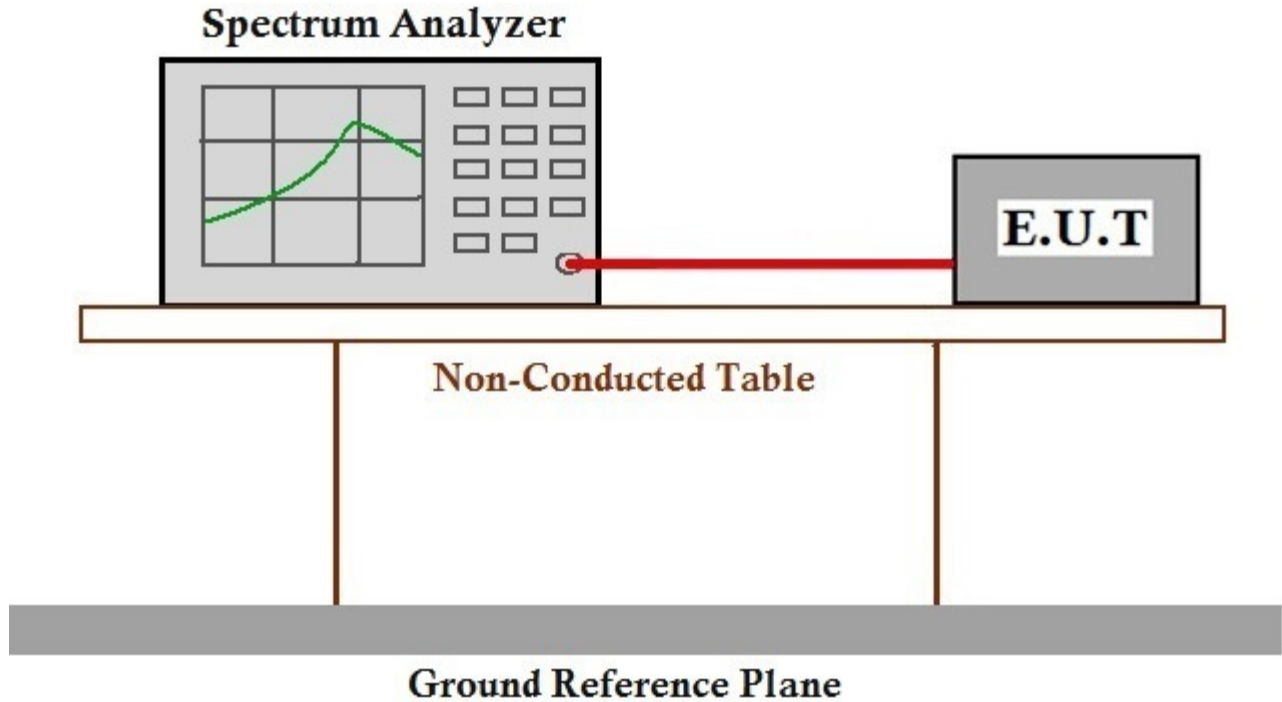 Spectrum Analyzer
E.U.T
Non-Conducted Table
Ground Reference Plane